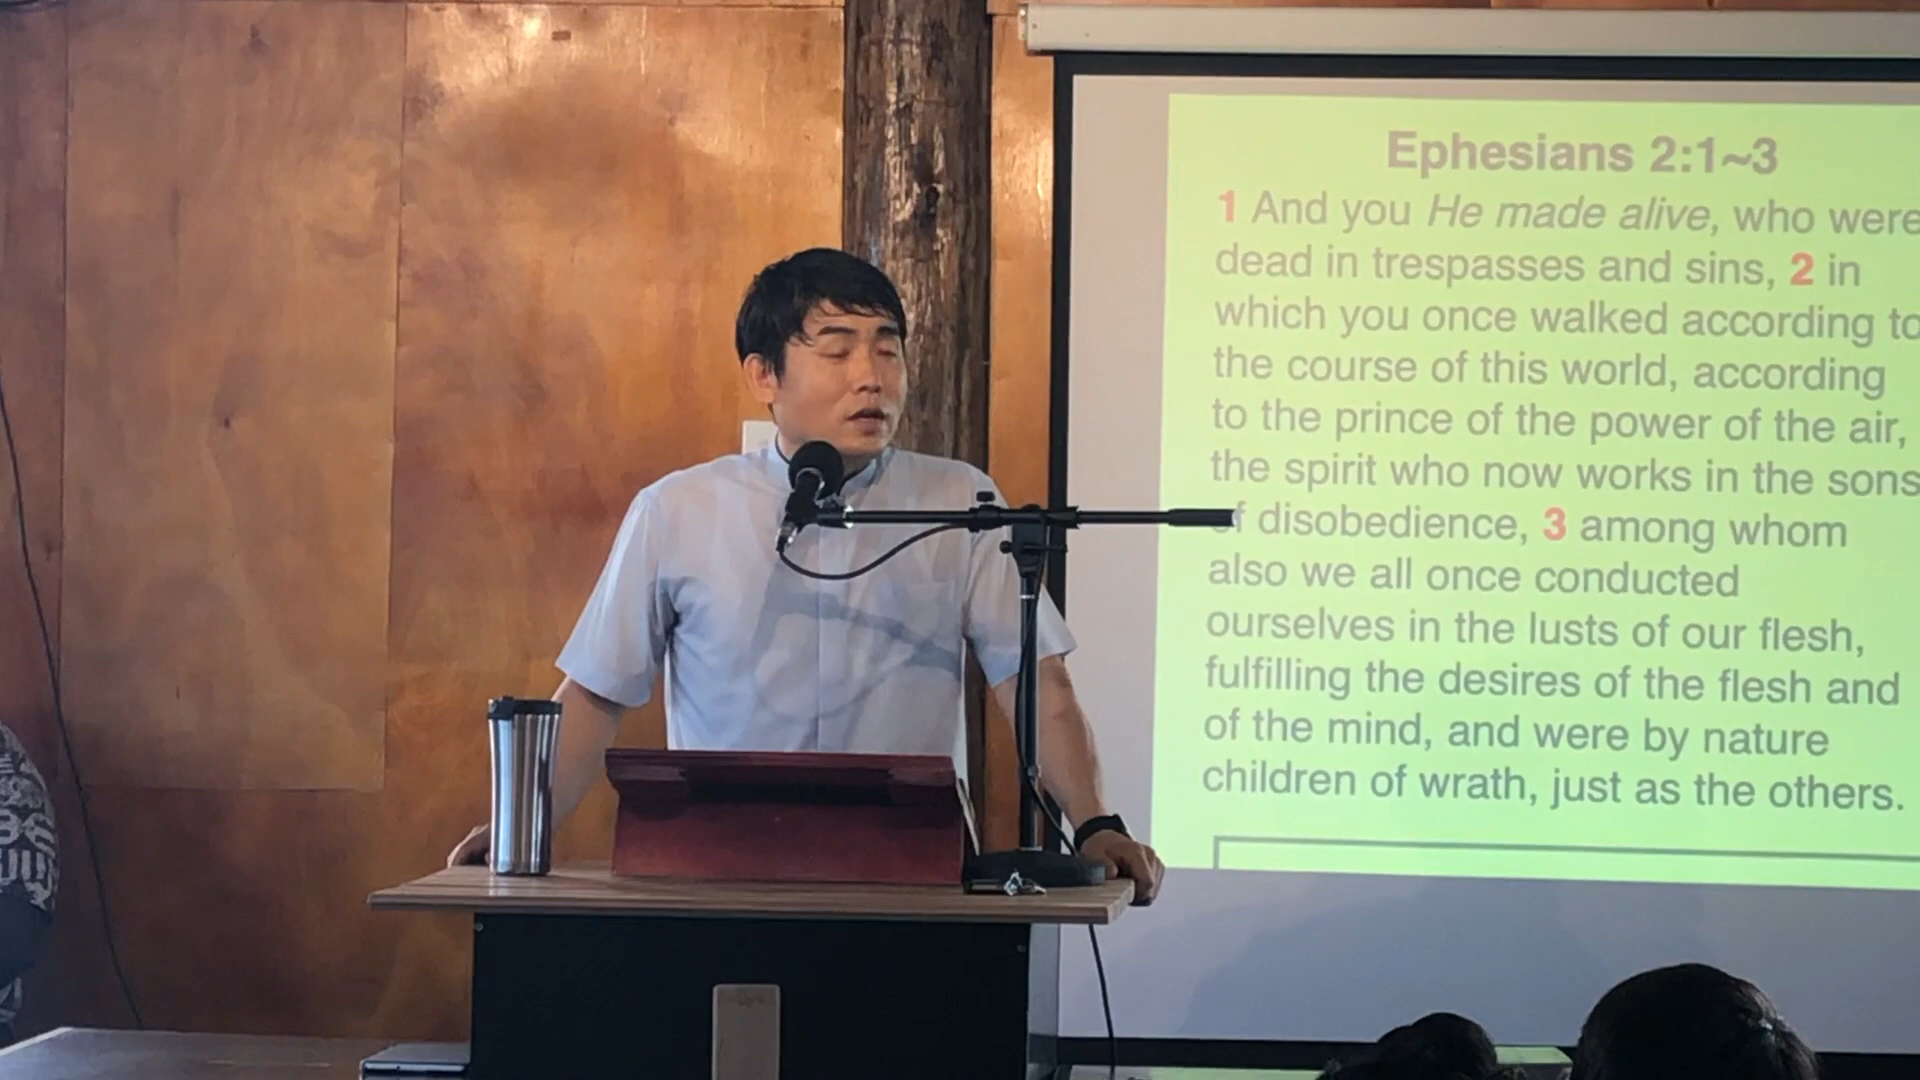 Ephesians 2:1~3
1 And you He made alive, who were
dead in trespasses and sins, 2 in
which you once walked according to
the course of this world, according
to the prince of the power of the air,
the spirit who now works in the sons
of disobedience, 3 among whom
also we all once conducted
ourselves in the lusts of our flesh,
fulfilling the desires of the flesh and
of the mind, and were by nature
children of wrath, just as the others.